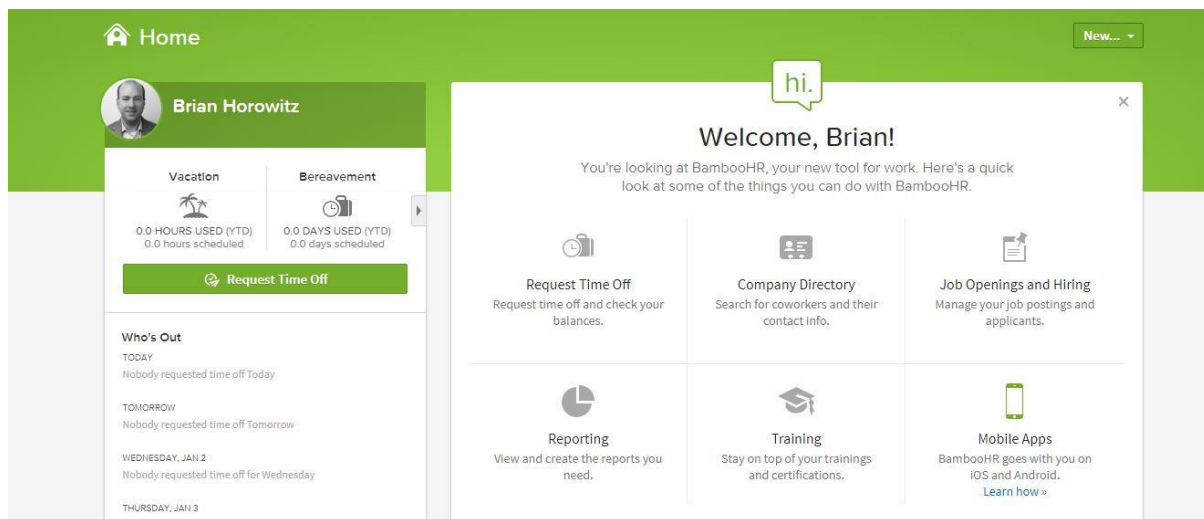 Home
New...
Brian Horowitz
Vacation
Bereavement
0.0 HOURS USED (YTD)
0.0 hours scheduled
0.0 DAYS USED (YTD)
0.0 days scheduled
Request Time Off
Who's Out
TODAY
Nobody requested time off Today
TOMORROW
Nobody requested time off Tomorrow
WEDNESDAY, JAN 2
Nobody requested time off for Wednesday
THURSDAY, JAN 3
hi.
×
Welcome, Brian!
You're looking at BambooHR, your new tool for work. Here's a quick
look at some of the things you can do with BambooHR.
Request Time Off
Request time off and check your
balances.
Company Directory
Search for coworkers and their
contact info.
Job Openings and Hiring
Manage your job postings and
applicants.
Reporting
View and create the reports you
need.
Training
Stay on top of your trainings
and certifications.
Mobile Apps
BambooHR goes with you on
iOS and Android.
Learn how »